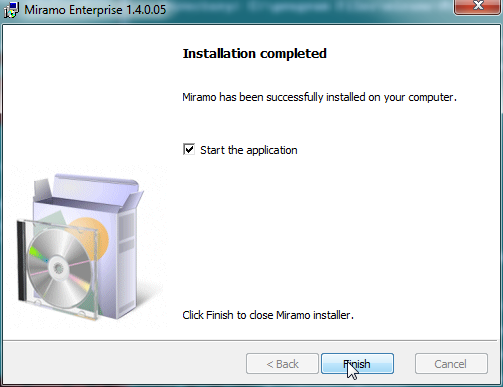 Miramo Enterprise 1.4.0.05
Installation completed
Miramo has been successfully installed on your computer.
Start the application
Click Finish to close Miramo installer.
< Back
Finish
Cancel